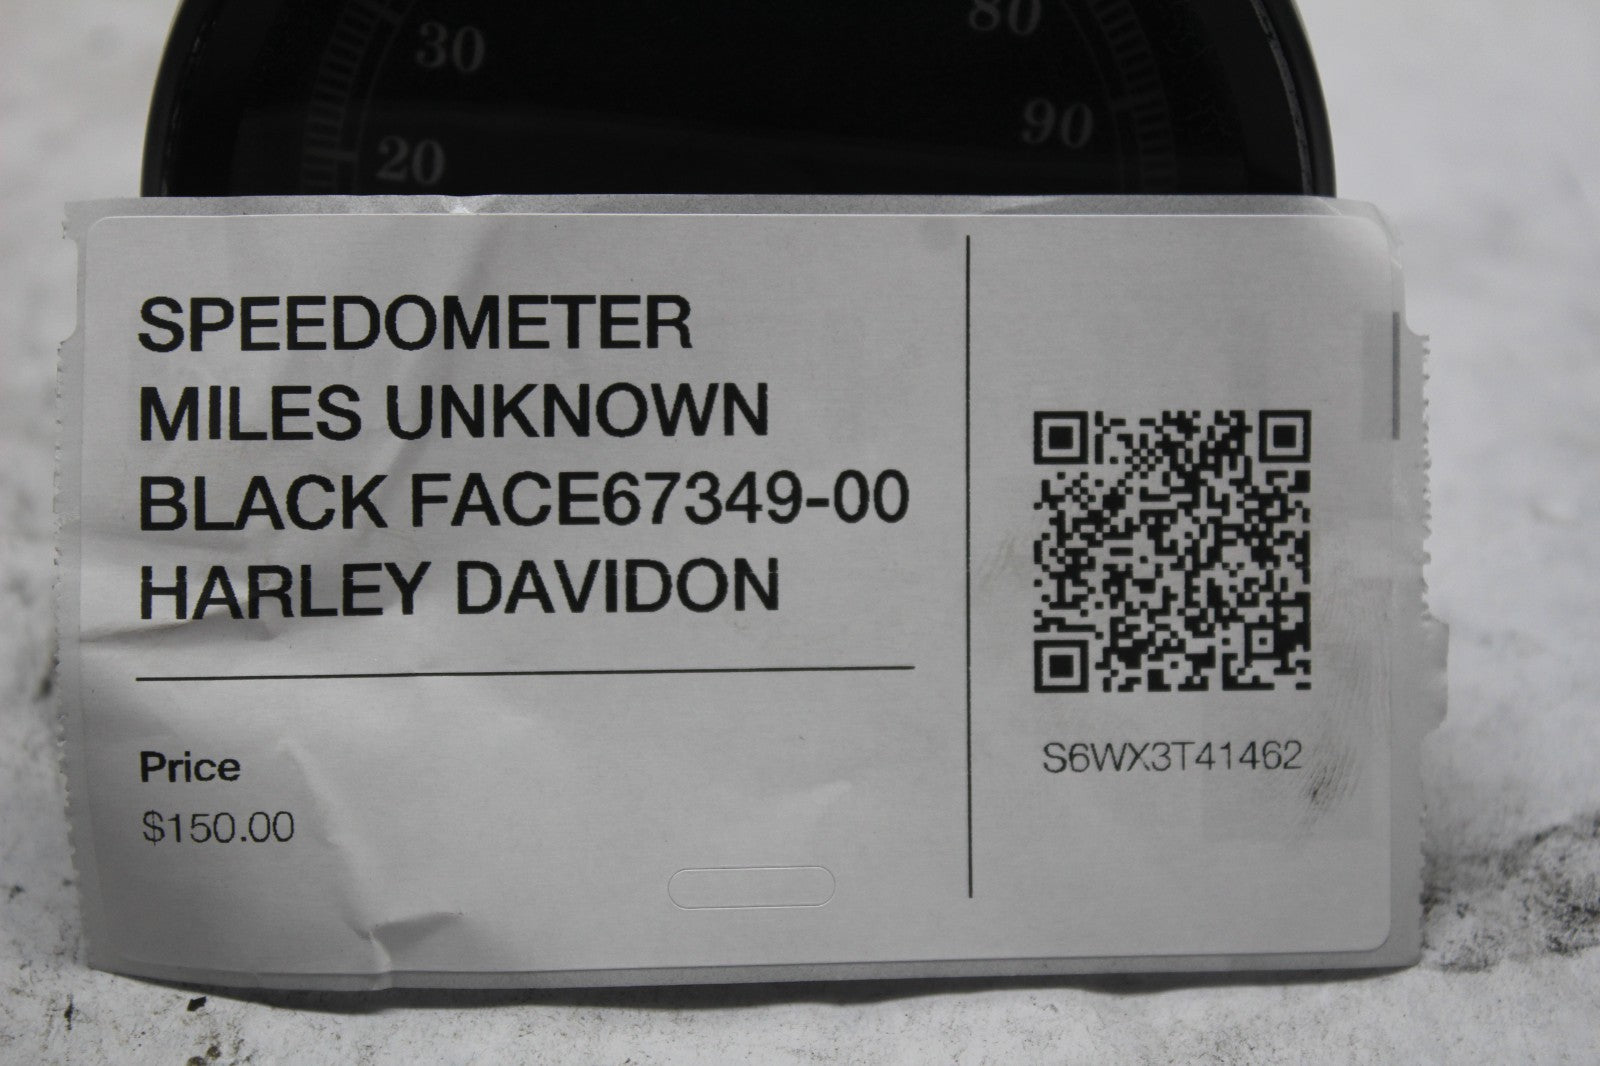 30
80
20
90
SPEEDOMETER
MILES UNKNOWN
BLACK FACE67349-00
HARLEY DAVIDON
Price
$150.00
S6WX3T41462